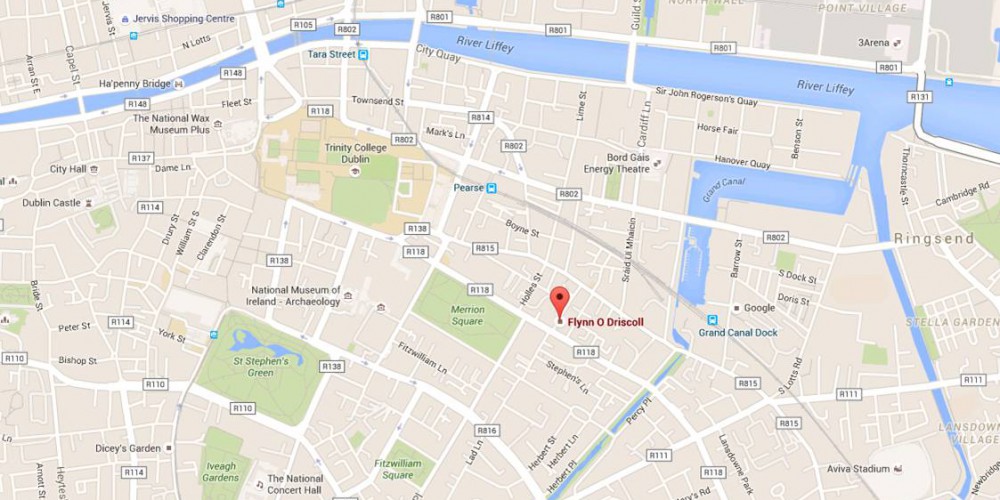 Jervis Shopping Centre
Jervis St
N Lotts
R105
R802
R801
Guild S
NORTH WALL
POINT VILLAGE
Capel St
Tara Street
City Quay
River Liffey
R801
3Arena
R801
Arran St E
Ha'penny Bridge
R148
R148
Fleet St
R118
Townsend St
River Liffey
Sir John Rogerson's Quay
R131
The National Wax
Museum Plus
R814
Mark's Ln
R802
R802
Lime St
Cardiff Ln
Horse Fair
Benson St
Trinity College
Dublin
R137
Dame Ln
City Hall
Bord Gais
Energy Theatre
Hanover Quay
Thorncastle St
Cambridge Rd
Pearse
R802
Grand Canal
Dublin Castle
R114
Drury St
William St S
Clarendon St
R138
R118
R815
Boyne St
Sráid Uí Mhaicín
R802
Ringsend
R138
Barrow St
S Dock St
Doris St
National Museum of
Ireland - Archaeology
R118
Holles St
Merrion
Square
Flynn O Driscoll
Google
Grand Canal Dock
STELLA GARDEN
Bride St
Peter St
R114
York St
R110
Bishop St
R110
St Stephen's
Green
R138
Fitzwilliam Ln
R118
Stephen's Ln
R815
S Lotts Rd
R111
R111
R110
R816
Percy Pl
R815
LANSDOWN
VILLAGE
Dicey's Garden
R114
Amott St
Heytes
Iveagh
Gardens
The National
Concert Hall
Fitzwilliam
Square
Lad Ln
Herbert St
Herbert Ln
Herbert Pl
R111
R118
Lansdowne Park
Aviva Stadium
Newbridge